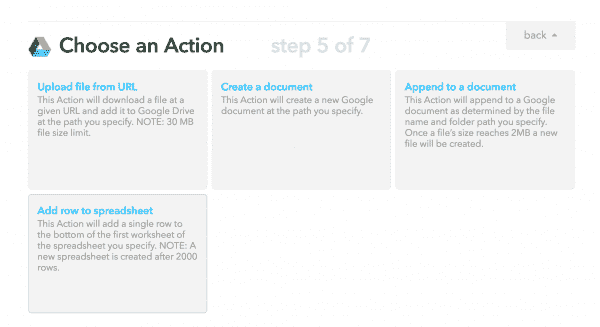 back
Choose an Action
step 5 of 7
Upload file from URL
This Action will download a file at a
given URL and add it to Google Drive
at the path you specify. NOTE: 30 MB
file size limit.
Create a document
This Action will create a new Google
document at the path you specify.
Append to a document
This Action will append to a Google
document as determined by the file
name and folder path you specify.
Once a file's size reaches 2MB a new
file will be created.
Add row to spreadsheet
This Action will add a single row to
the bottom of the first worksheet of
the spreadsheet you specify. NOTE: A
new spreadsheet is created after 2000
rows.